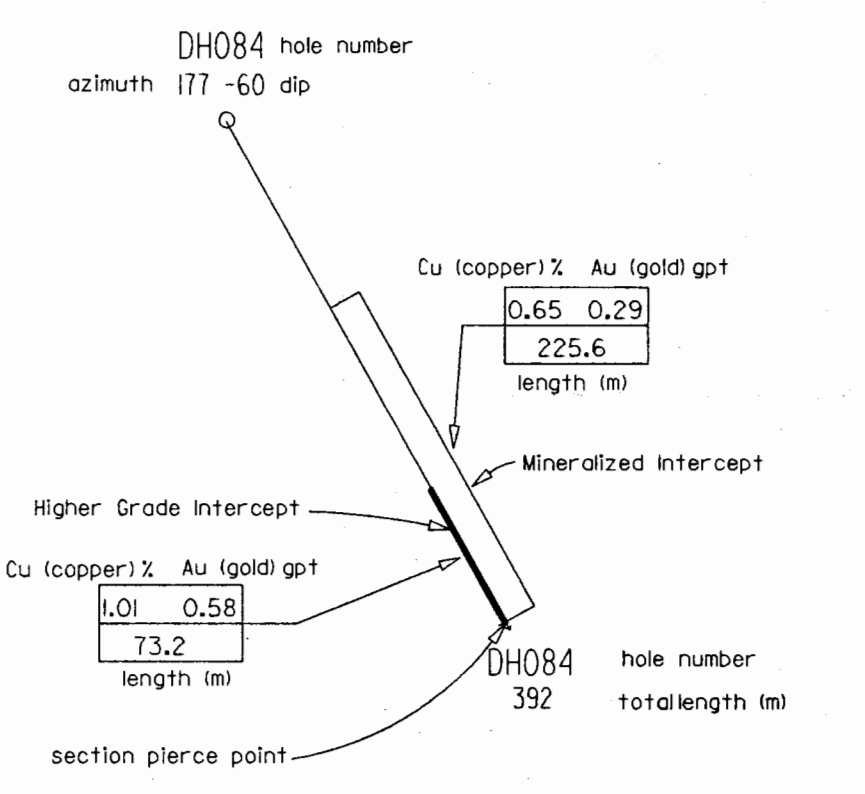 DH084 hole number
azimuth 177 -60 dip
Cu (copper) % Au (gold) gpt
0.65 0.29
225.6
length (m)
Mineralized Intercept
Higher Grade Intercept
Cu (copper) % Au (gold) gpt
1.01 0.58
73.2
length (m)
DH084 hole number
392 total length (m)
section pierce point